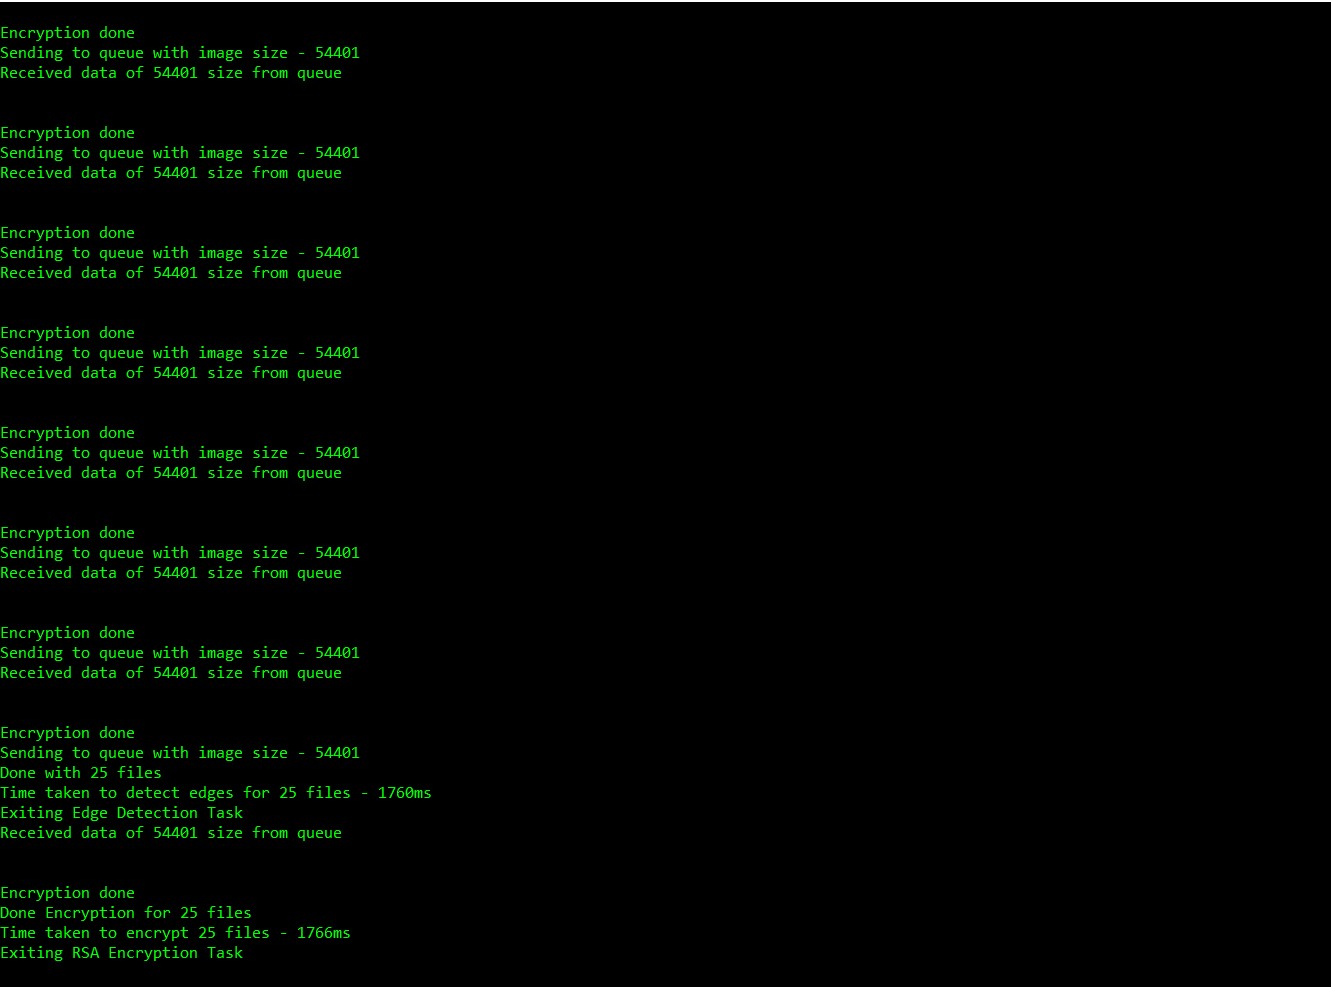 Encryption done
Sending to queue with image size - 54401
Received data of 54401 size from queue
Encryption done
Sending to queue with image size - 54401
Received data of 54401 size from queue
Encryption done
Sending to queue with image size - 54401
Received data of 54401 size from queue
Encryption done
Sending to queue with image size - 54401
Received data of 54401 size from queue
Encryption done
Sending to queue with image size - 54401
Received data of 54401 size from queue
Encryption done
Sending to queue with image size - 54401
Received data of 54401 size from queue
Encryption done
Sending to queue with image size - 54401
Received data of 54401 size from queue
Encryption done
Sending to queue with image size - 54401
Done with 25 files
Time taken to detect edges for 25 files - 1760ms
Exiting Edge Detection Task
Received data of 54401 size from queue
Encryption done
Done Encryption for 25 files
Time taken to encrypt 25 files - 1766ms
Exiting RSA Encryption Task